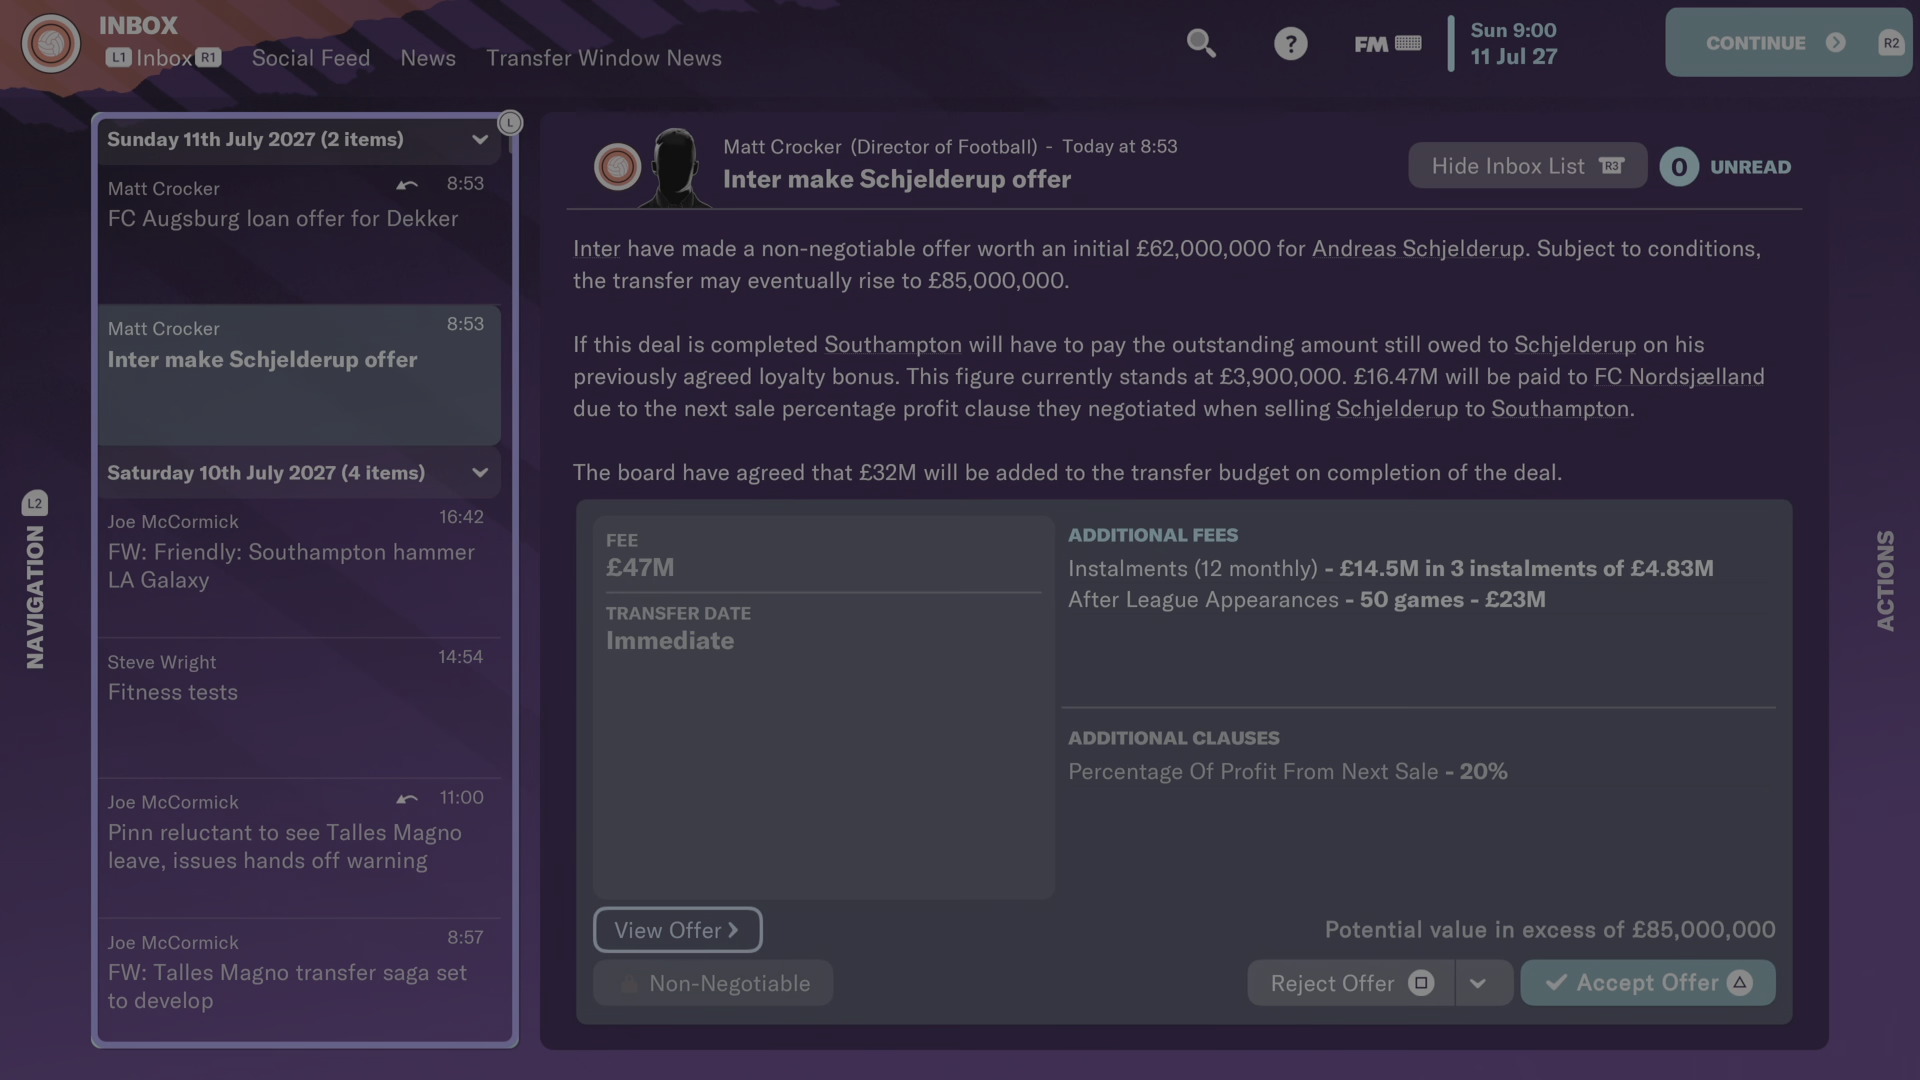 INBOX
L1 Inbox R1 Social Feed News Transfer Window News
?
FM
Sun 9:00
11 Jul 27
CONTINUE R2
L
Sunday 11th July 2027 (2 items)
Matt Crocker 8:53
FC Augsburg loan offer for Dekker
Matt Crocker 8:53
Inter make Schjelderup offer
Saturday 10th July 2027 (4 items)
Joe McCormick 16:42
FW: Friendly: Southampton hammer
LA Galaxy
Steve Wright 14:54
Fitness tests
Joe McCormick 11:00
Pinn reluctant to see Talles Magno
leave, issues hands off warning
Joe McCormick 8:57
FW: Talles Magno transfer saga set
to develop
L2
NAVIGATION
Matt Crocker (Director of Football) - Today at 8:53
Inter make Schjelderup offer
Hide Inbox List R3
0 UNREAD
Inter have made a non-negotiable offer worth an initial £62,000,000 for Andreas Schjelderup. Subject to conditions,
the transfer may eventually rise to £85,000,000.
If this deal is completed Southampton will have to pay the outstanding amount still owed to Schjelderup on his
previously agreed loyalty bonus. This figure currently stands at £3,900,000. £16.47M will be paid to FC Nordsjælland
due to the next sale percentage profit clause they negotiated when selling Schjelderup to Southampton.
The board have agreed that £32M will be added to the transfer budget on completion of the deal.
FEE
£47M
TRANSFER DATE
Immediate
ADDITIONAL FEES
Instalments (12 monthly) - £14.5M in 3 instalments of £4.83M
After League Appearances - 50 games - £23M
ADDITIONAL CLAUSES
Percentage Of Profit From Next Sale - 20%
View Offer
Potential value in excess of £85,000,000
Non-Negotiable
Reject Offer
Accept Offer
ACTIONS